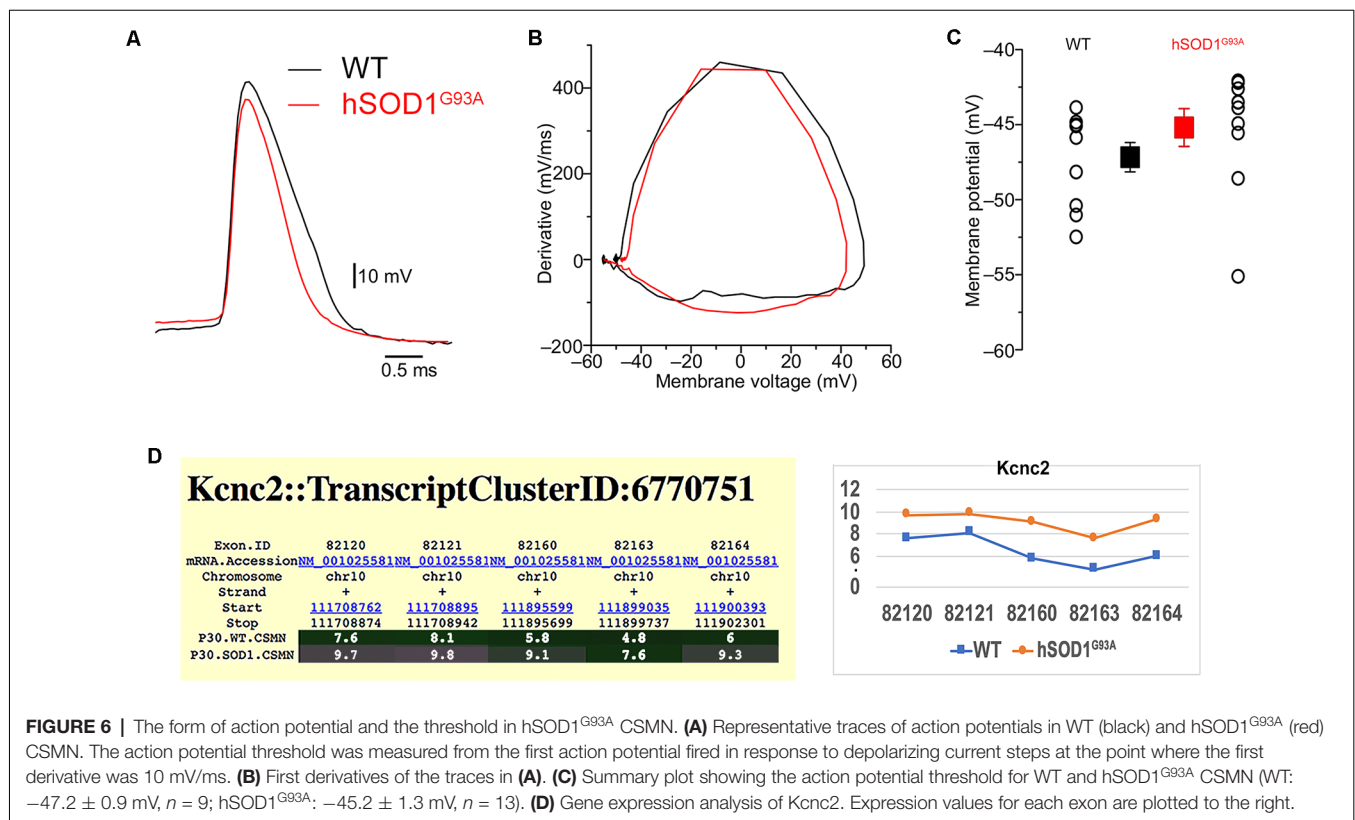 A
WT
hSOD1G93A
10 mV
0.5 ms
B
Derivative (mV/ms)
400
200
0
–200
–60 –40 –20 0 20 40 60
Membrane voltage (mV)
C
WT
hSOD1G93A
Membrane potential (mV)
–40
–45
–50
–55
–60
D
Kcnc2::TranscriptClusterID:6770751
Exon.ID 82120 82121 82160 82163 82164
mRNA.Accession NM_001025581 NM_001025581 NM_001025581 NM_001025581 NM_001025581
Chromosome chr10 chr10 chr10 chr10 chr10
Strand + + + + +
Start 111708762 111708895 111895599 111899035 111900393
Stop 111708874 111708942 111895699 111899737 111902301
P30.WT.CSMN 7.6 8.1 5.8 4.8 6
P30.SOD1.CSMN 9.7 9.8 9.1 7.6 9.3
Kcnc2
12
10
8
6
.
0
82120 82121 82160 82163 82164
WT hSOD1G93A
FIGURE 6 | The form of action potential and the threshold in hSOD1G93A CSMN. (A) Representative traces of action potentials in WT (black) and hSOD1G93A (red)
CSMN. The action potential threshold was measured from the first action potential fired in response to depolarizing current steps at the point where the first
derivative was 10 mV/ms. (B) First derivatives of the traces in (A). (C) Summary plot showing the action potential threshold for WT and hSOD1G93A CSMN (WT:
−47.2 ± 0.9 mV, n = 9; hSOD1G93A: −45.2 ± 1.3 mV, n = 13). (D) Gene expression analysis of Kcnc2. Expression values for each exon are plotted to the right.